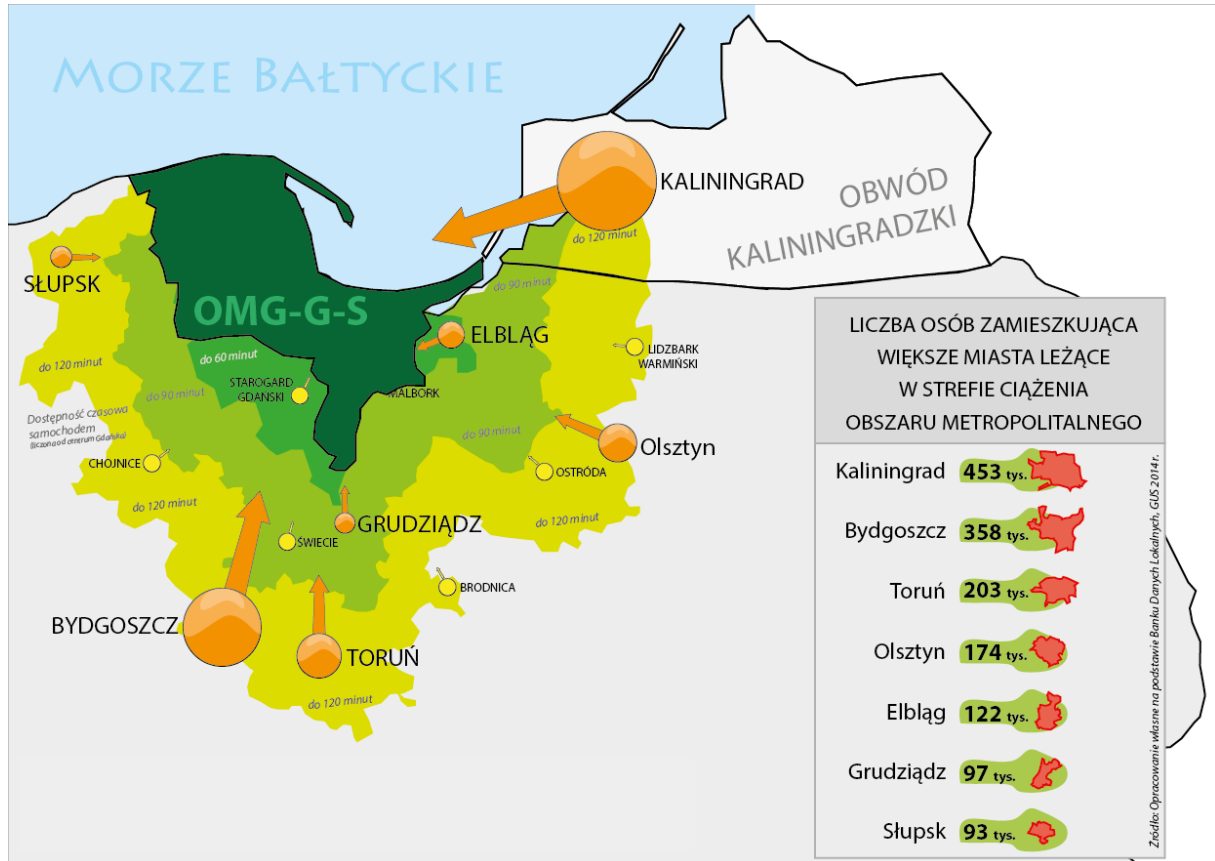 MORZE BAŁTYCKIE
KALININGRAD
OBWÓD
KALININGRADZKI
do 120 minut
SŁUPSK
OMG-G-S
do 90 minut
ELBLĄG
do 60 minut
LIDZBARK
WARMIŃSKI
do 120 minut
STAROGARD
GDAŃSKI
MALBORK
do 90 minut
Dostępność czasowa
samochodem
(liczona od centrum Gdańska)
do 90 minut
Olsztyn
CHOJNICE
OSTRÓDA
do 120 minut
GRUDZIĄDZ
do 120 minut
ŚWIECIE
BRODNICA
BYDGOSZCZ
TORUŃ
do 120 minut
LICZBA OSÓB ZAMIESZKUJĄCA
WIĘKSZE MIASTA LEŻĄCE
W STREFIE CIĄŻENIA
OBSZARU METROPOLITALNEGO
Kaliningrad 453 tys.
Bydgoszcz 358 tys.
Toruń 203 tys.
Olsztyn 174 tys.
Elbląg 122 tys.
Grudziądz 97 tys.
Słupsk 93 tys.
Źródło: Opracowanie własne na podstawie Banku Danych Lokalnych, GUS 2014 r.